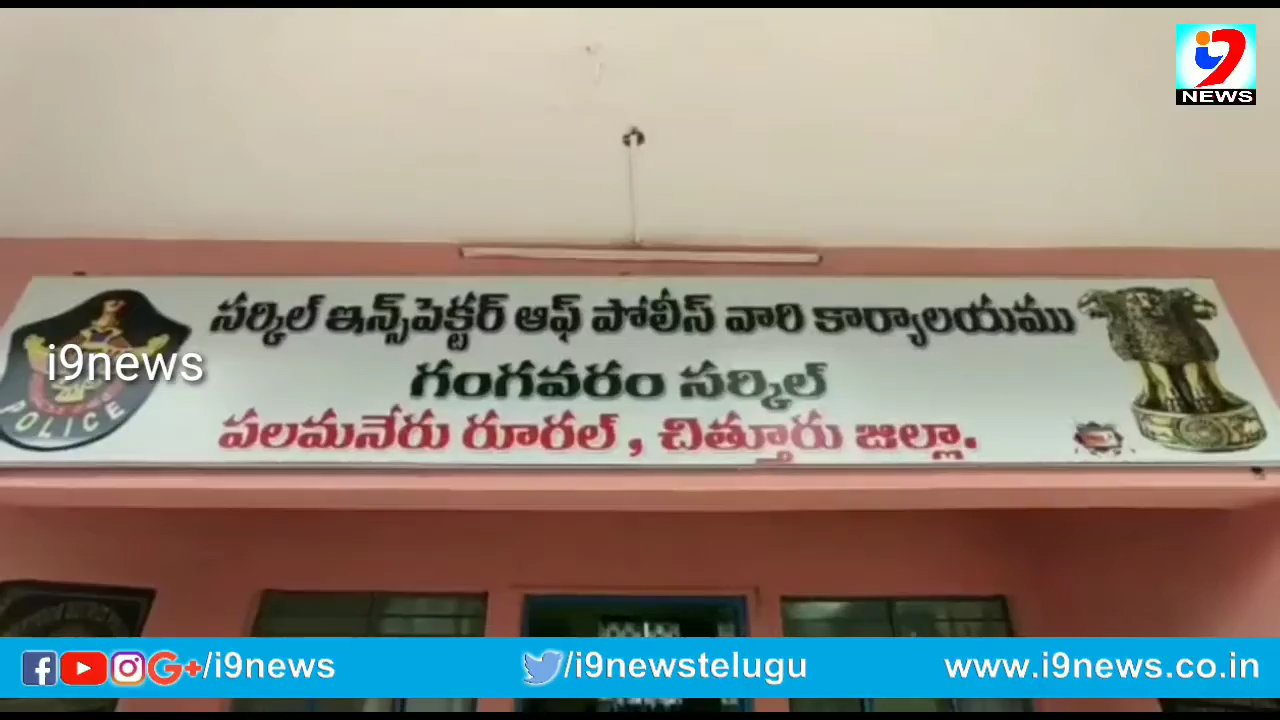 NEWS
సర్కిల్ ఇన్స్‌పెక్టర్ ఆఫ్ పోలీస్ వారి కార్యాలయము
i9news
గంగవరం సర్కిల్
POLICE
పలమనేరు రూరల్, చిత్తూరు జిల్లా.
/i9news
/i9newstelugu
www.i9news.co.in